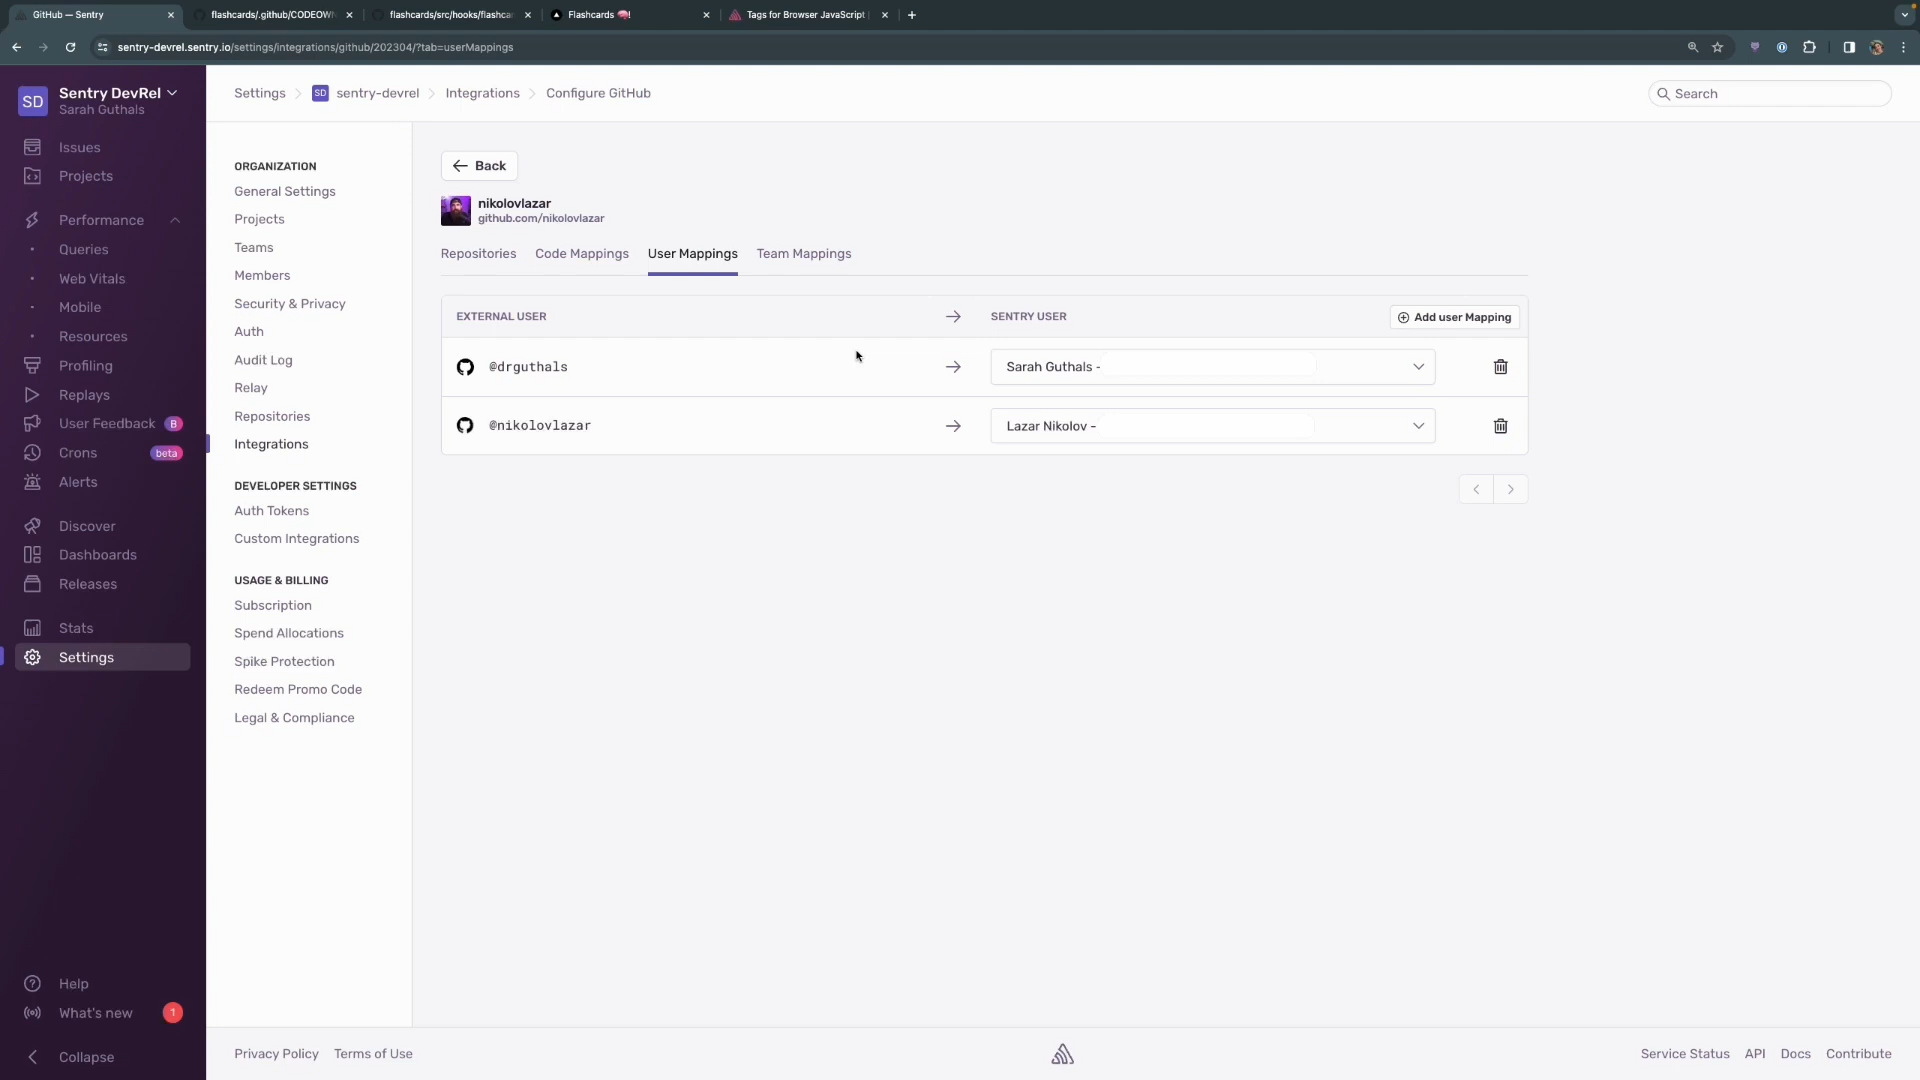 GitHub — Sentry
flashcards/.github/CODEOWN
flashcards/src/hooks/flashcar
Flashcards 🧠!
Tags for Browser JavaScript
sentry-devrel.sentry.io/settings/integrations/github/202304/?tab=userMappings
SD
Sentry DevRel
Sarah Guthals
Issues
Projects
Performance
Queries
Web Vitals
Mobile
Resources
Profiling
Replays
User Feedback B
Crons beta
Alerts
Discover
Dashboards
Releases
Stats
Settings
Help
What's new 1
Collapse
Settings > SD sentry-devrel > Integrations > Configure GitHub
Search
ORGANIZATION
General Settings
Projects
Teams
Members
Security & Privacy
Auth
Audit Log
Relay
Repositories
Integrations
DEVELOPER SETTINGS
Auth Tokens
Custom Integrations
USAGE & BILLING
Subscription
Spend Allocations
Spike Protection
Redeem Promo Code
Legal & Compliance
Back
nikolovlazar
github.com/nikolovlazar
Repositories Code Mappings User Mappings Team Mappings
EXTERNAL USER → SENTRY USER Add user Mapping
@drguthals → Sarah Guthals -
@nikolovlazar → Lazar Nikolov -
Privacy Policy Terms of Use
Service Status API Docs Contribute